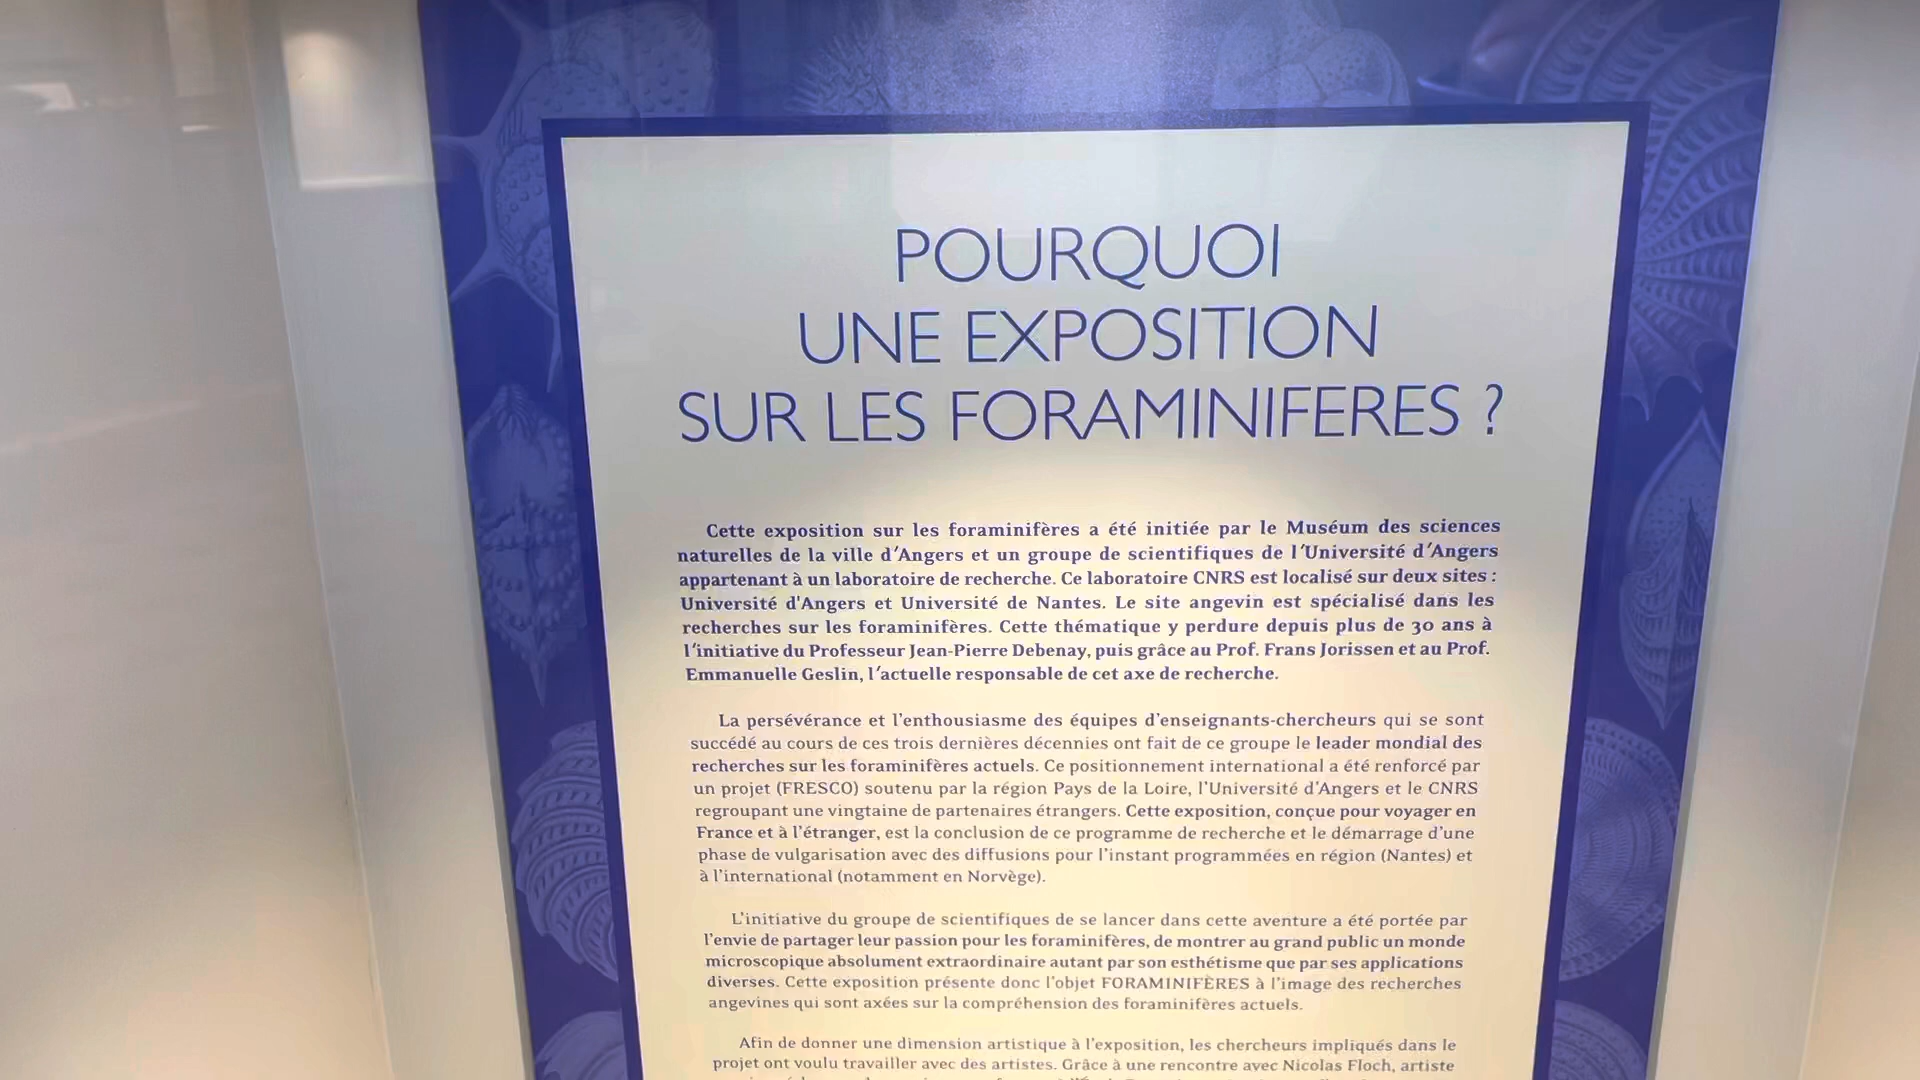 POURQUOI
UNE EXPOSITION
SUR LES FORAMINIFERES ?
Cette exposition sur les foraminifères a été initiée par le Muséum des sciences
naturelles de la ville d'Angers et un groupe de scientifiques de l'Université d'Angers
appartenant à un laboratoire de recherche. Ce laboratoire CNRS est localisé sur deux sites :
Université d'Angers et Université de Nantes. Le site angevin est spécialisé dans les
recherches sur les foraminifères. Cette thématique y perdure depuis plus de 30 ans à
l'initiative du Professeur Jean-Pierre Debenay, puis grâce au Prof. Frans Jorissen et au Prof.
Emmanuelle Geslin, l'actuelle responsable de cet axe de recherche.
La persévérance et l'enthousiasme des équipes d'enseignants-chercheurs qui se sont
succédé au cours de ces trois dernières décennies ont fait de ce groupe le leader mondial des
recherches sur les foraminifères actuels. Ce positionnement international a été renforcé par
un projet (FRESCO) soutenu par la région Pays de la Loire, l'Université d'Angers et le CNRS
regroupant une vingtaine de partenaires étrangers. Cette exposition, conçue pour voyager en
France et à l'étranger, est la conclusion de ce programme de recherche et le démarrage d'une
phase de vulgarisation avec des diffusions pour l'instant programmées en région (Nantes) et
à l'international (notamment en Norvège).
L'initiative du groupe de scientifiques de se lancer dans cette aventure a été portée par
l'envie de partager leur passion pour les foraminifères, de montrer au grand public un monde
microscopique absolument extraordinaire autant par son esthétisme que par ses applications
diverses. Cette exposition présente donc l'objet FORAMINIFÈRES à l'image des recherches
angevines qui sont axées sur la compréhension des foraminifères actuels.
Afin de donner une dimension artistique à l'exposition, les chercheurs impliqués dans le
projet ont voulu travailler avec des artistes. Grâce à une rencontre avec Nicolas Floch, artiste